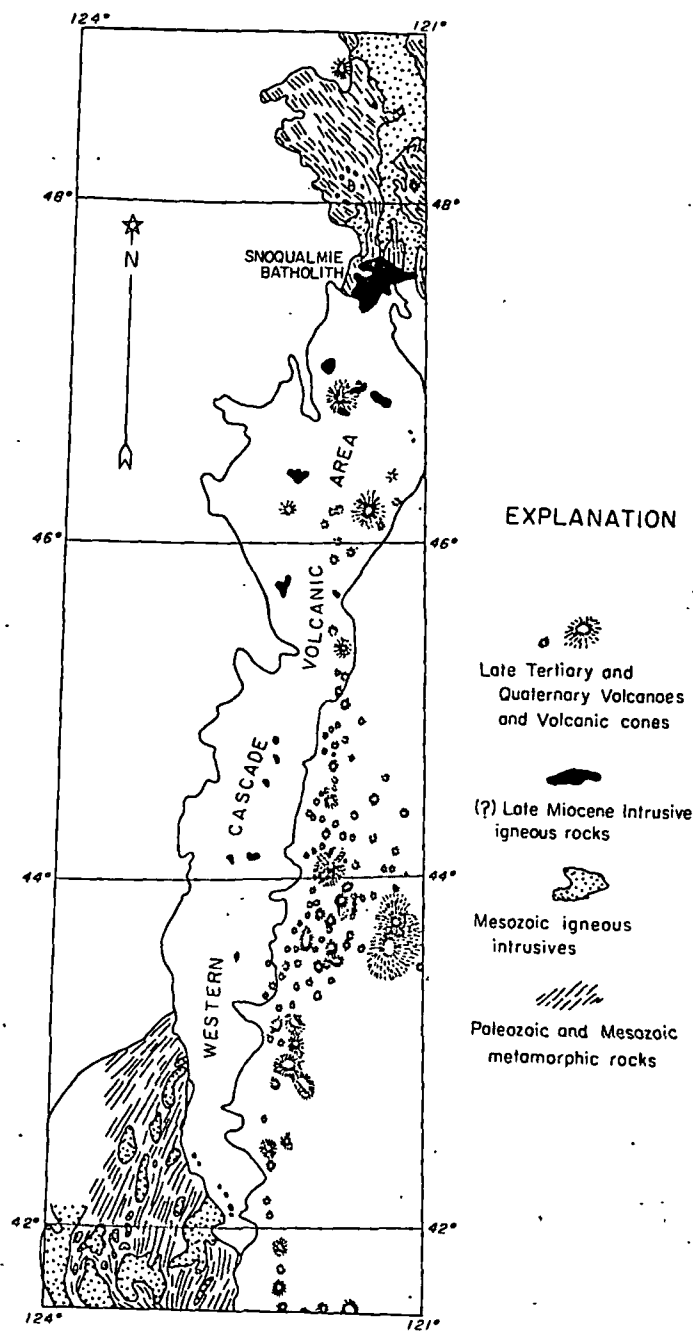 124°
121°
48°
48°
SNOQUALMIE
BATHOLITH
N
AREA
46°
46°
VOLCANIC
CASCADE
44°
44°
WESTERN
42°
42°
124°
121°
EXPLANATION
Late Tertiary and
Quaternary Volcanoes
and Volcanic cones
(?) Late Miocene Intrusive
igneous rocks
Mesozoic igneous
intrusives
Paleozoic and Mesozoic
metamorphic rocks